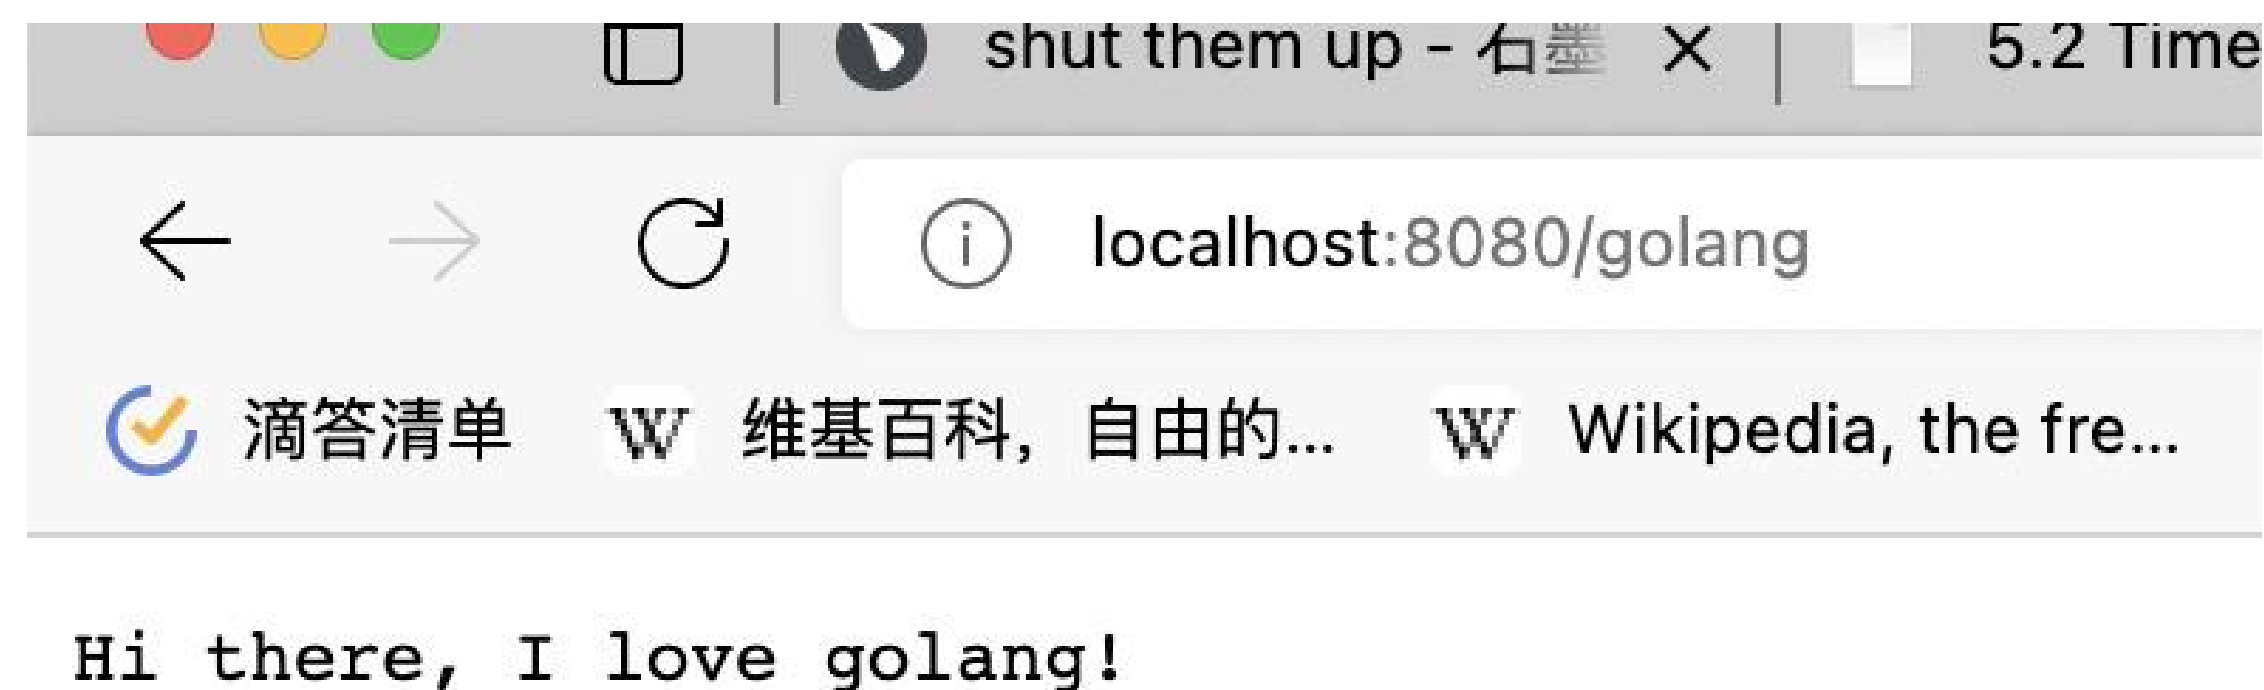 shut them up - 石墨
5.2 Time
localhost:8080/golang
滴答清单
维基百科，自由的...
Wikipedia, the fre...
Hi there, I love golang!